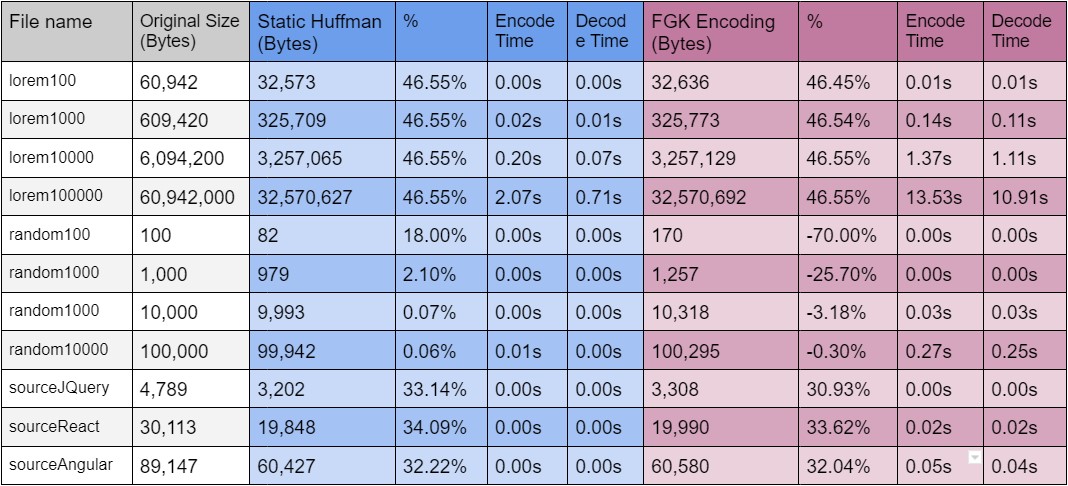 File name Original Size (Bytes) Static Huffman (Bytes) % Encode Time Decod e Time FGK Encoding (Bytes) % Encode Time Decode Time
lorem100 60,942 32,573 46.55% 0.00s 0.00s 32,636 46.45% 0.01s 0.01s
lorem1000 609,420 325,709 46.55% 0.02s 0.01s 325,773 46.54% 0.14s 0.11s
lorem10000 6,094,200 3,257,065 46.55% 0.20s 0.07s 3,257,129 46.55% 1.37s 1.11s
lorem100000 60,942,000 32,570,627 46.55% 2.07s 0.71s 32,570,692 46.55% 13.53s 10.91s
random100 100 82 18.00% 0.00s 0.00s 170 -70.00% 0.00s 0.00s
random1000 1,000 979 2.10% 0.00s 0.00s 1,257 -25.70% 0.00s 0.00s
random1000 10,000 9,993 0.07% 0.00s 0.00s 10,318 -3.18% 0.03s 0.03s
random10000 100,000 99,942 0.06% 0.01s 0.00s 100,295 -0.30% 0.27s 0.25s
sourceJQuery 4,789 3,202 33.14% 0.00s 0.00s 3,308 30.93% 0.00s 0.00s
sourceReact 30,113 19,848 34.09% 0.00s 0.00s 19,990 33.62% 0.02s 0.02s
sourceAngular 89,147 60,427 32.22% 0.00s 0.00s 60,580 32.04% 0.05s 0.04s